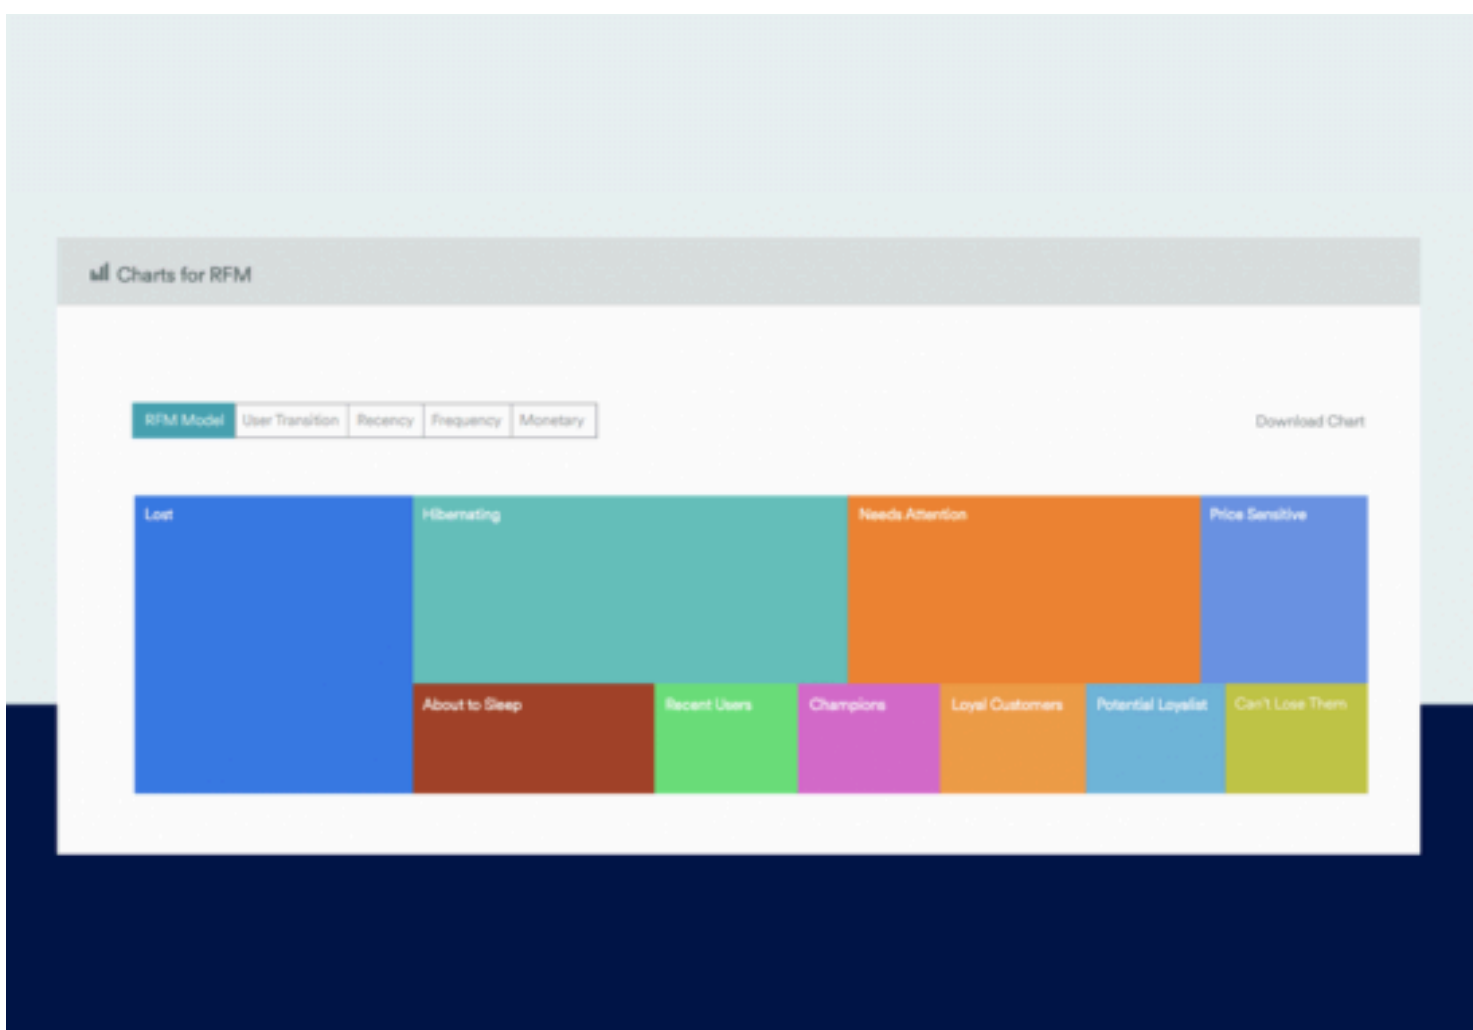 Charts for RFM
RFM Model User Transition Recency Frequency Monetary Download Chart
Lost Hibernating Needs Attention Price Sensitive
About to Sleep Recent Users Champions Loyal Customers Potential Loyalist Can't Lose Them